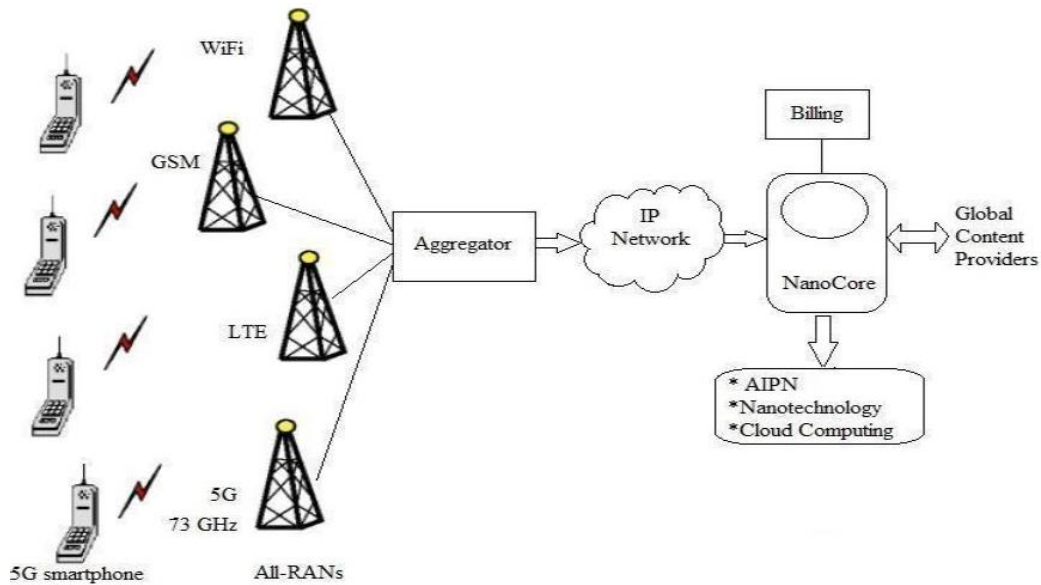 WiFi
GSM
LTE
5G
73 GHz
5G smartphone
All-RANs
Aggregator
IP
Network
Billing
NanoCore
Global
Content
Providers
* AIPN
*Nanotechnology
*Cloud Computing